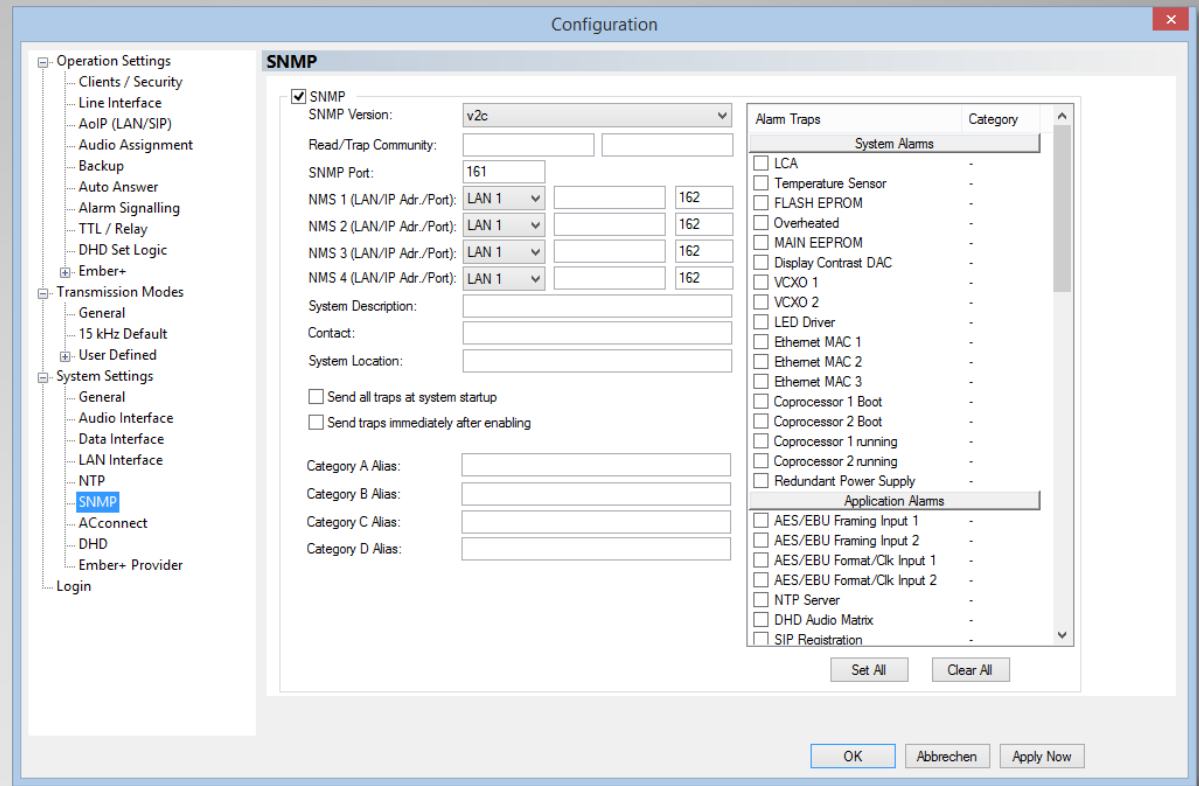 Configuration
Operation Settings
Clients / Security
Line Interface
AoIP (LAN/SIP)
Audio Assignment
Backup
Auto Answer
Alarm Signalling
TTL / Relay
DHD Set Logic
Ember+
Transmission Modes
General
15 kHz Default
User Defined
System Settings
General
Audio Interface
Data Interface
LAN Interface
NTP
SNMP
ACconnect
DHD
Ember+ Provider
Login
SNMP
SNMP
SNMP Version: v2c
Read/Trap Community:
SNMP Port: 161
NMS 1 (LAN/IP Adr./Port): LAN 1 162
NMS 2 (LAN/IP Adr./Port): LAN 1 162
NMS 3 (LAN/IP Adr./Port): LAN 1 162
NMS 4 (LAN/IP Adr./Port): LAN 1 162
System Description:
Contact:
System Location:
Send all traps at system startup
Send traps immediately after enabling
Category A Alias:
Category B Alias:
Category C Alias:
Category D Alias:
Alarm Traps Category
System Alarms
LCA -
Temperature Sensor -
FLASH EPROM -
Overheated -
MAIN EEPROM -
Display Contrast DAC -
VCXO 1 -
VCXO 2 -
LED Driver -
Ethernet MAC 1 -
Ethernet MAC 2 -
Ethernet MAC 3 -
Coprocessor 1 Boot -
Coprocessor 2 Boot -
Coprocessor 1 running -
Coprocessor 2 running -
Redundant Power Supply -
Application Alarms
AES/EBU Framing Input 1 -
AES/EBU Framing Input 2 -
AES/EBU Format/Clk Input 1 -
AES/EBU Format/Clk Input 2 -
NTP Server -
DHD Audio Matrix -
SIP Registration -
Set All Clear All
OK Abbrechen Apply Now